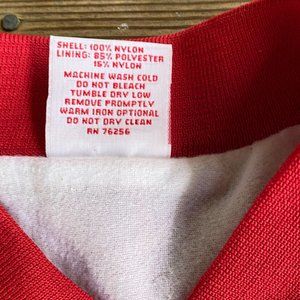 SHELL: 100% NYLON
LINING: 85% POLYESTER
15% NYLON
MACHINE WASH COLD
DO NOT BLEACH
TUMBLE DRY LOW
REMOVE PROMPTLY
WARM IRON OPTIONAL
DO NOT DRY CLEAN
RN 76256